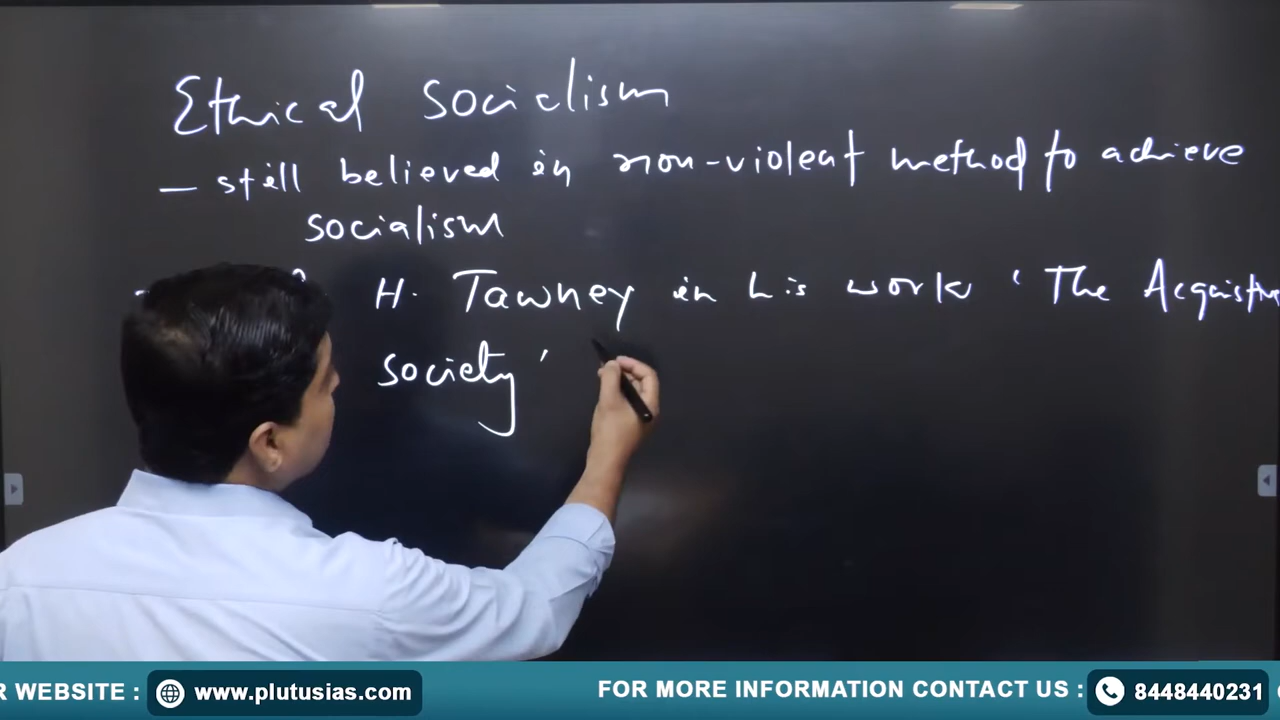 Ethical Socialism
– still believed in non-violent method to achieve
socialism
H. Tawney in his work ' The Acquisitive
society '
R WEBSITE : www.plutusias.com FOR MORE INFORMATION CONTACT US : 8448440231